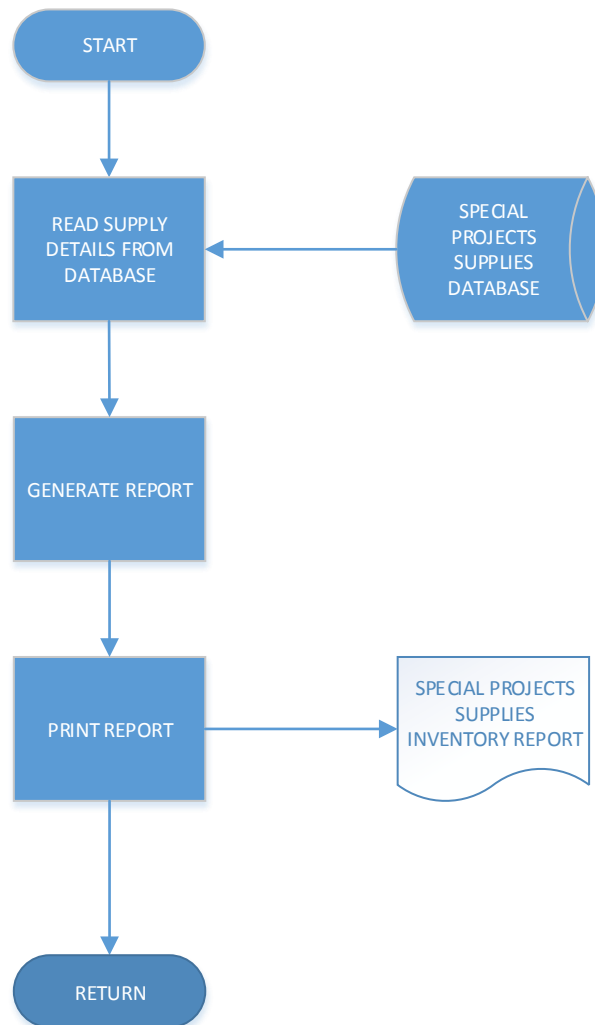 START
READ SUPPLY
DETAILS FROM
DATABASE
SPECIAL
PROJECTS
SUPPLIES
DATABASE
GENERATE REPORT
PRINT REPORT
SPECIAL PROJECTS
SUPPLIES
INVENTORY REPORT
RETURN